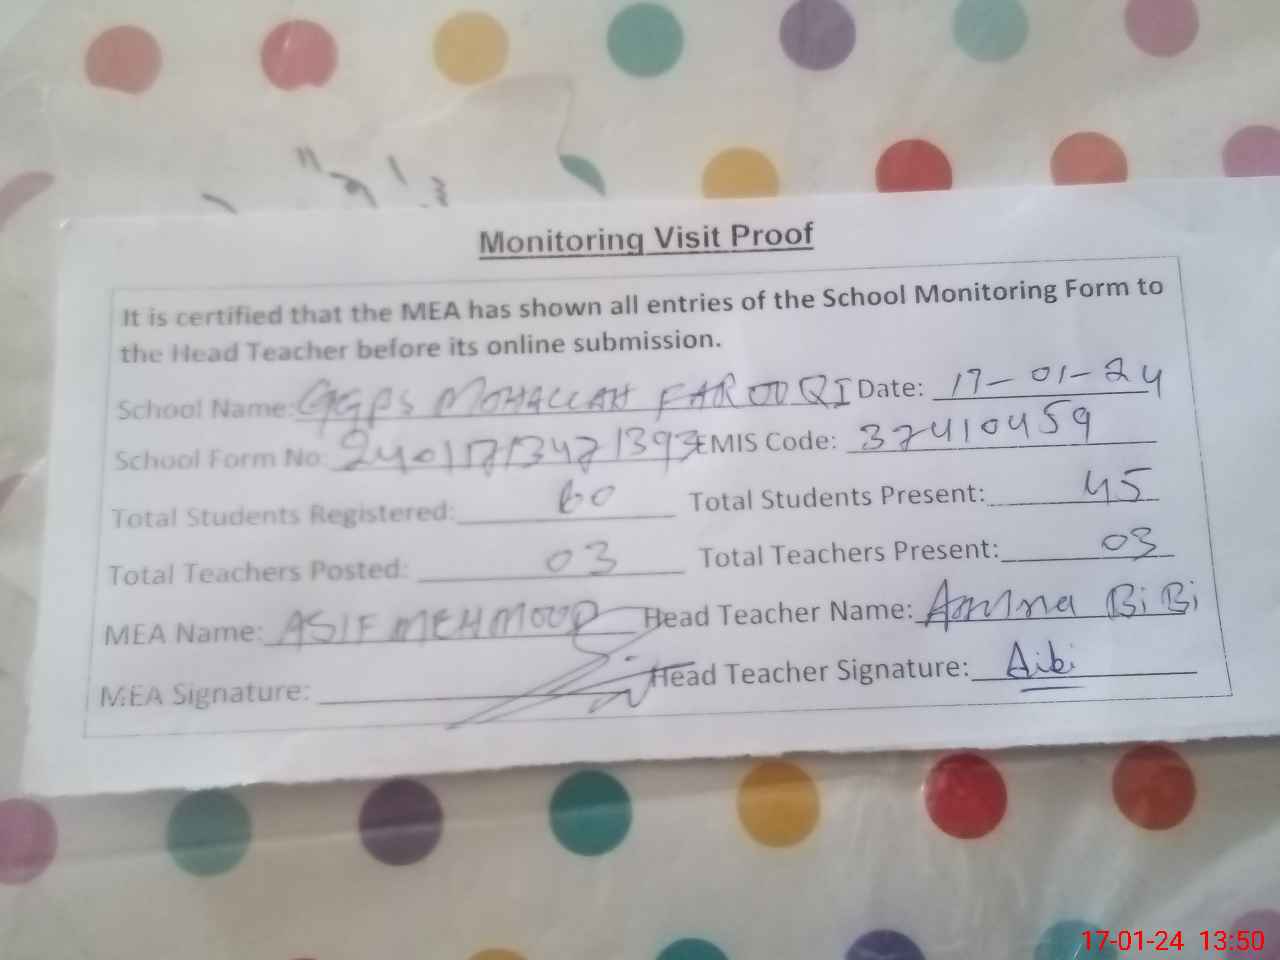 Monitoring Visit Proof
It is certified that the MEA has shown all entries of the School Monitoring Form to
the Head Teacher before its online submission.
School Name: GGPS MOHALLAH FAROOQI Date: 17-01-24
School Form No: 24011713471393 EMIS Code: 37410459
Total Students Registered: 60 Total Students Present: 45
Total Teachers Posted: 03 Total Teachers Present: 03
MEA Name: ASIF MEHMOOD Head Teacher Name: Amna BiBi
MEA Signature: Head Teacher Signature:
17-01-24 13:50